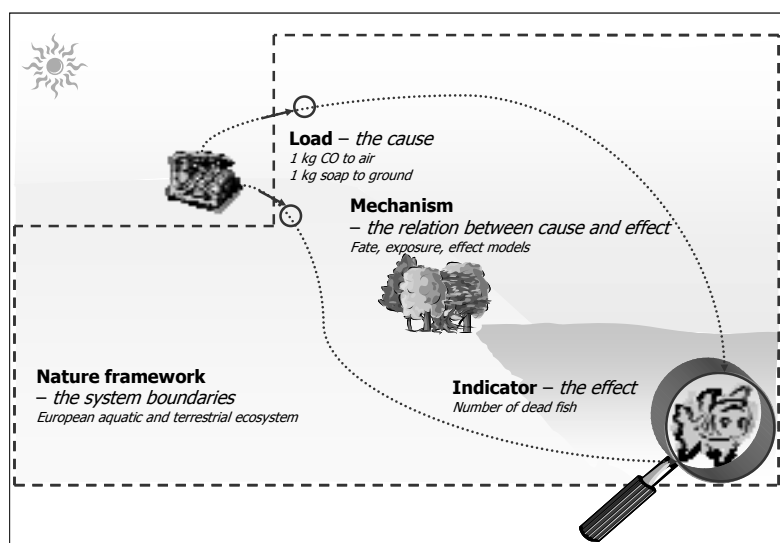 Load – the cause
1 kg CO to air
1 kg soap to ground
Mechanism
– the relation between cause and effect
Fate, exposure, effect models
Nature framework
– the system boundaries
European aquatic and terrestrial ecosystem
Indicator – the effect
Number of dead fish